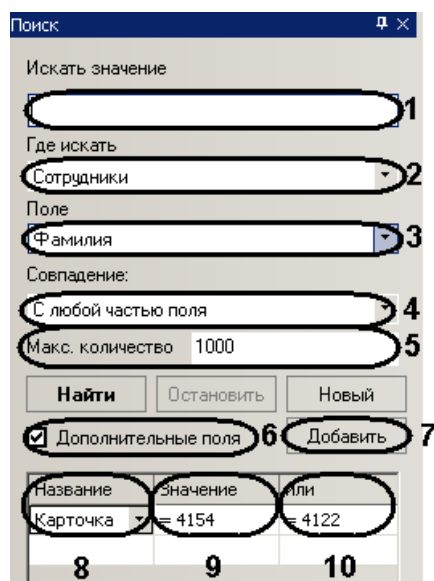 Поиск
Искать значение
1
Где искать
Сотрудники 2
Поле
Фамилия 3
Совпадение:
С любой частью поля 4
Макс. количество 1000 5
Найти Остановить Новый
Дополнительные поля 6 Добавить 7
Название Значение Или
Карточка = 4154 = 4122
8 9 10